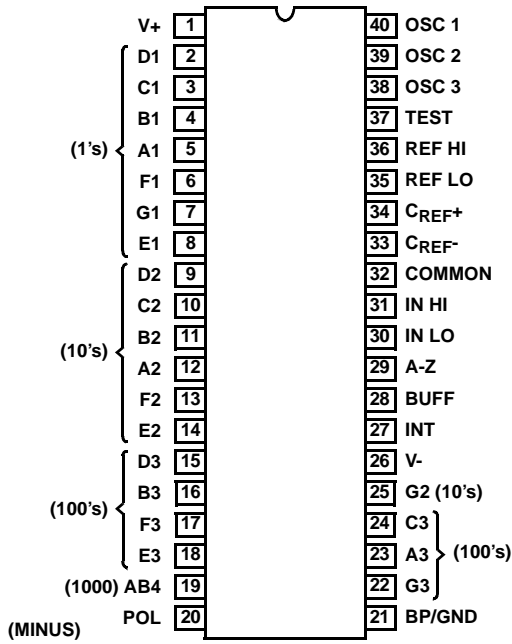 V+ 1 40 OSC 1
D1 2 39 OSC 2
C1 3 38 OSC 3
B1 4 37 TEST
(1's) A1 5 36 REF HI
F1 6 35 REF LO
G1 7 34 CREF+
E1 8 33 CREF-
D2 9 32 COMMON
C2 10 31 IN HI
(10's) B2 11 30 IN LO
A2 12 29 A-Z
F2 13 28 BUFF
E2 14 27 INT
D3 15 26 V-
(100's) B3 16 25 G2 (10's)
F3 17 24 C3
E3 18 23 A3 (100's)
(1000) AB4 19 22 G3
(MINUS) POL 20 21 BP/GND